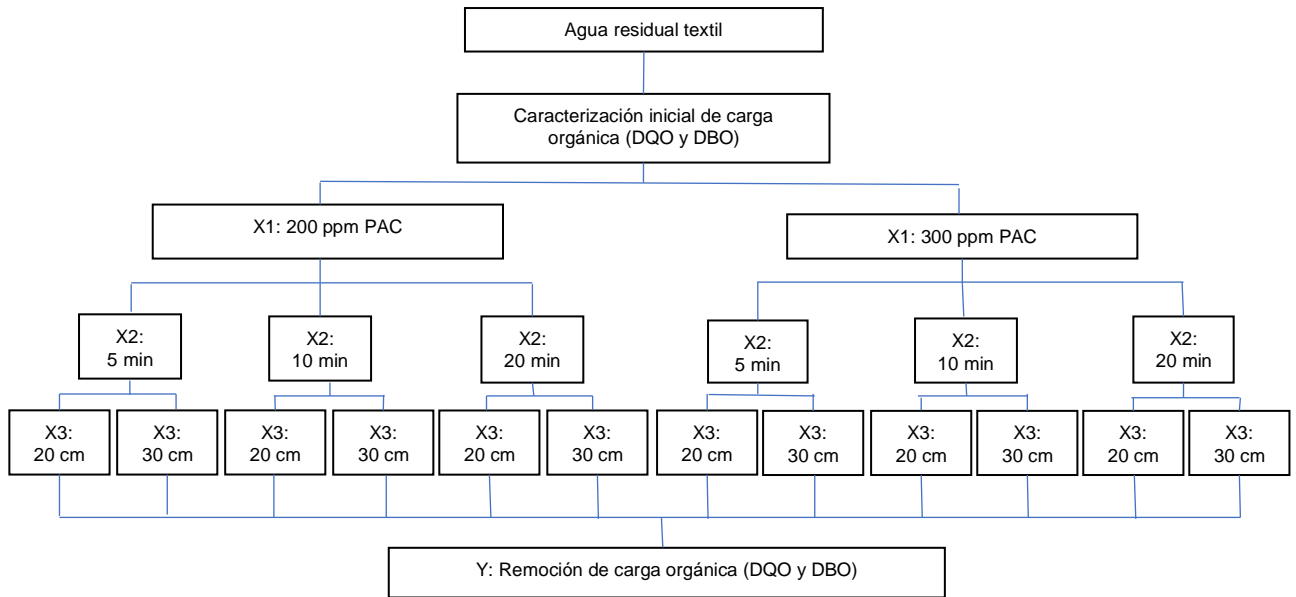 Agua residual textil
Caracterización inicial de carga
orgánica (DQO y DBO)
X1: 200 ppm PAC
X1: 300 ppm PAC
X2:
5 min
X2:
10 min
X2:
20 min
X2:
5 min
X2:
10 min
X2:
20 min
X3:
20 cm
X3:
30 cm
X3:
20 cm
X3:
30 cm
X3:
20 cm
X3:
30 cm
X3:
20 cm
X3:
30 cm
X3:
20 cm
X3:
30 cm
X3:
20 cm
X3:
30 cm
Y: Remoción de carga orgánica (DQO y DBO)